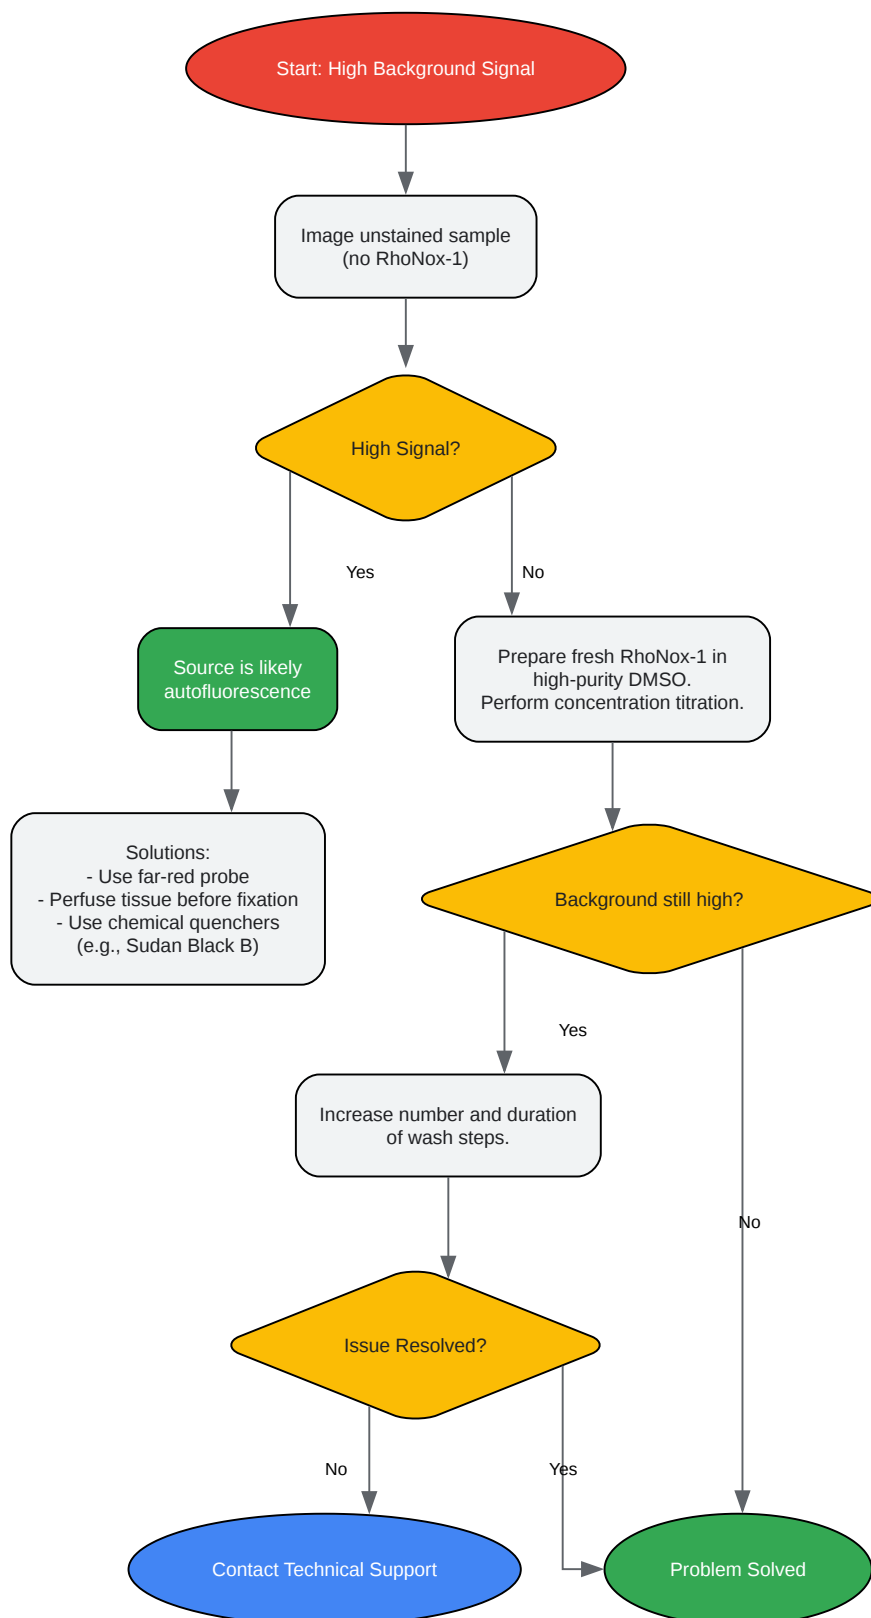 Start: High Background Signal
Image unstained sample
(no RhoNox-1)
High Signal?
Yes
No
Source is likely
autofluorescence
Prepare fresh RhoNox-1 in
high-purity DMSO.
Perform concentration titration.
Solutions:
- Use far-red probe
- Perfuse tissue before fixation
- Use chemical quenchers
(e.g., Sudan Black B)
Background still high?
Yes
Increase number and duration
of wash steps.
No
Issue Resolved?
No
Yes
Contact Technical Support
Problem Solved